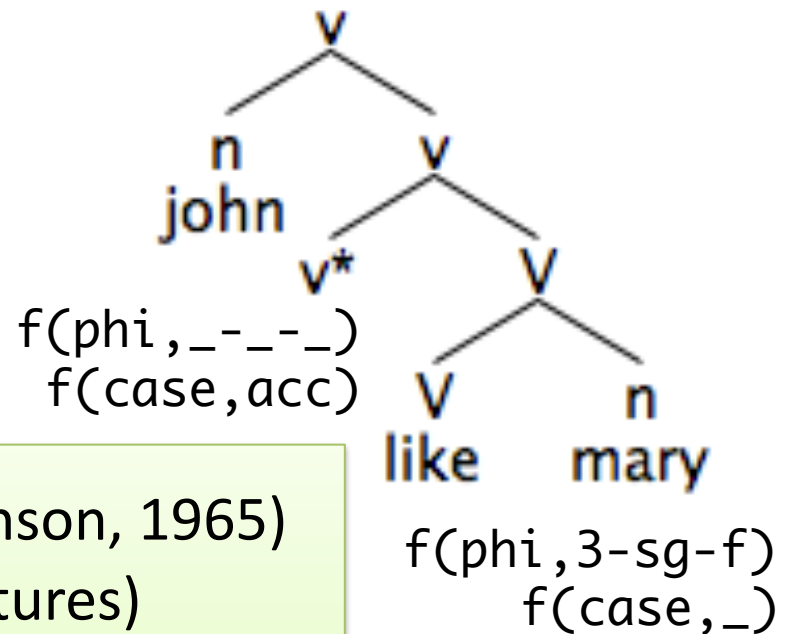 v
n v
john
v* V
f(phi,_-_-_)
f(case,acc)
V n
like mary
nson, 1965)
tures)
f(phi,3-sg-f)
f(case,_)